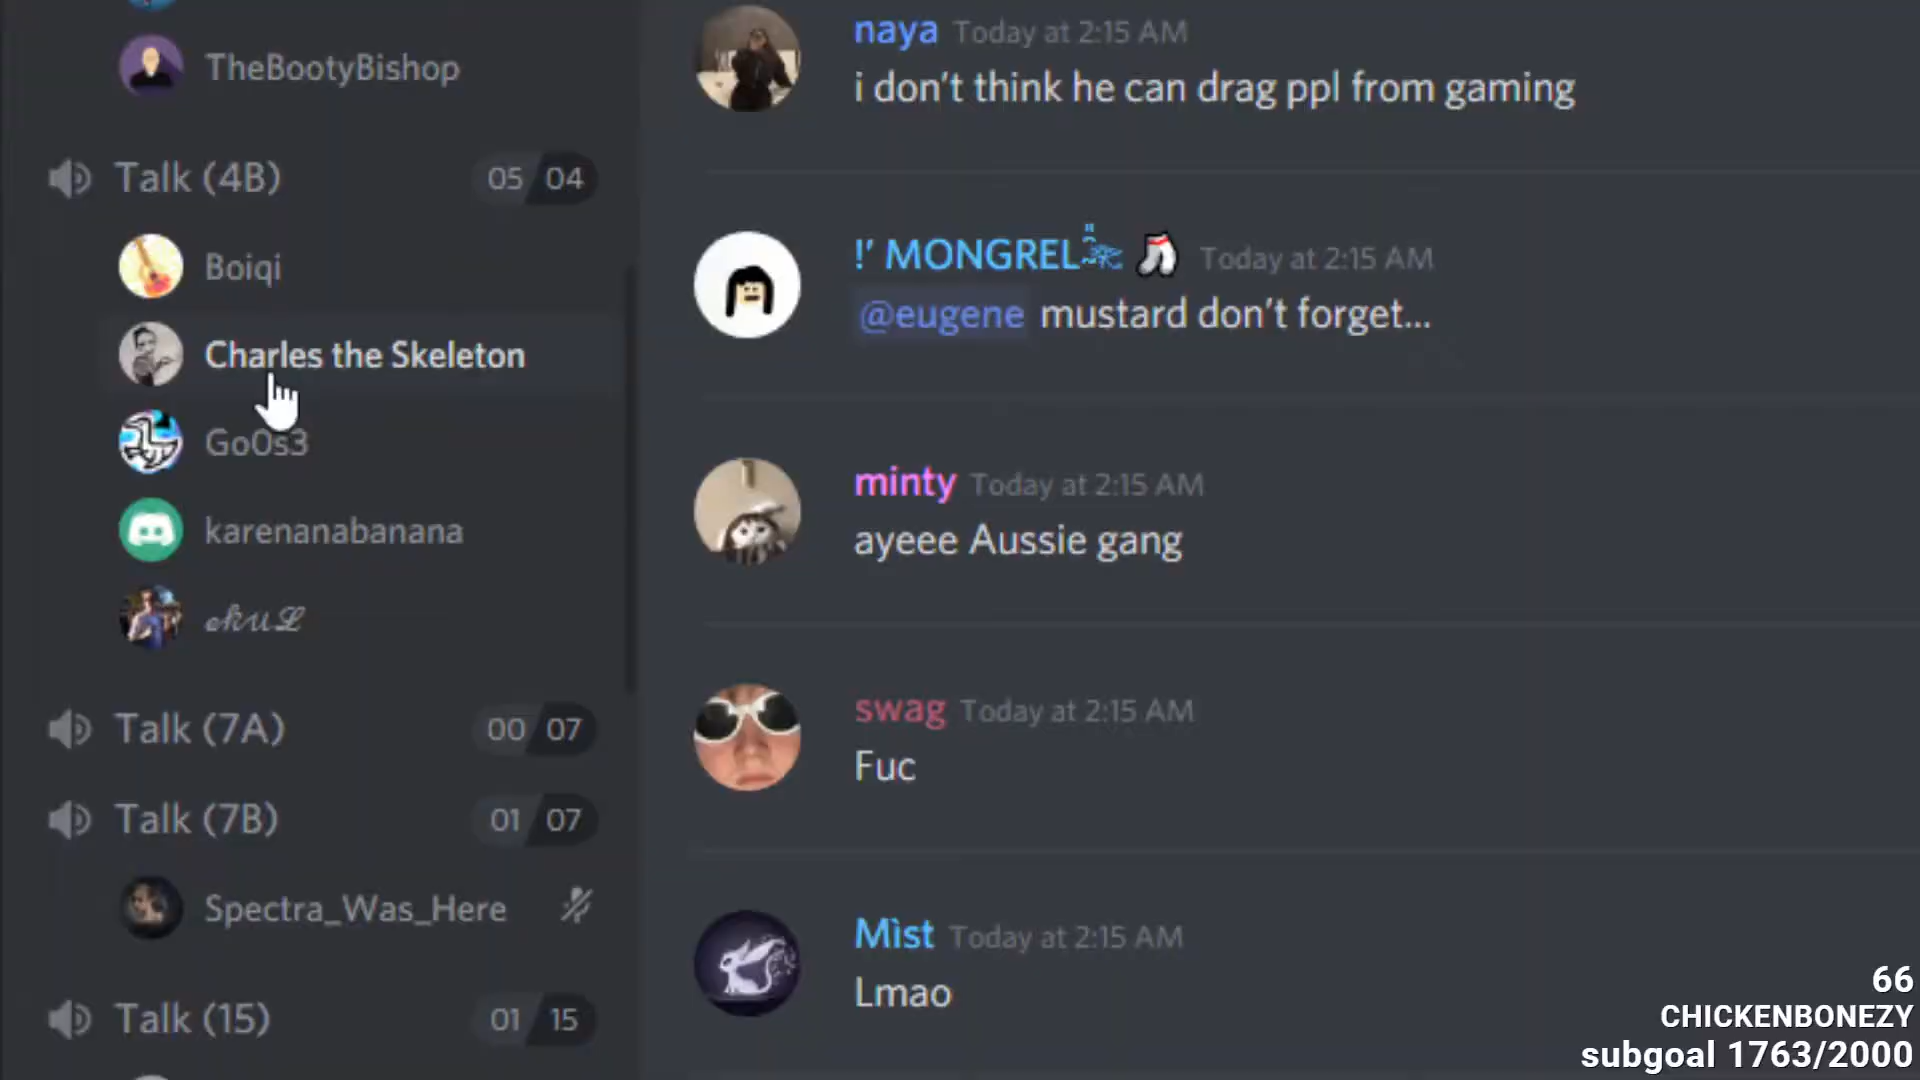 TheBootyBishop
Talk (4B) 05 04
Boiqi
Charles the Skeleton
Go0s3
karenanabanana
𝓮𝓴𝓾𝓛
Talk (7A) 00 07
Talk (7B) 01 07
Spectra_Was_Here
Talk (15) 01 15
naya Today at 2:15 AM
i don't think he can drag ppl from gaming
!' MONGREL 🧦 Today at 2:15 AM
@eugene mustard don't forget...
minty Today at 2:15 AM
ayeee Aussie gang
swag Today at 2:15 AM
Fuc
Mìst Today at 2:15 AM
Lmao
66
CHICKENBONEZY
subgoal 1763/2000